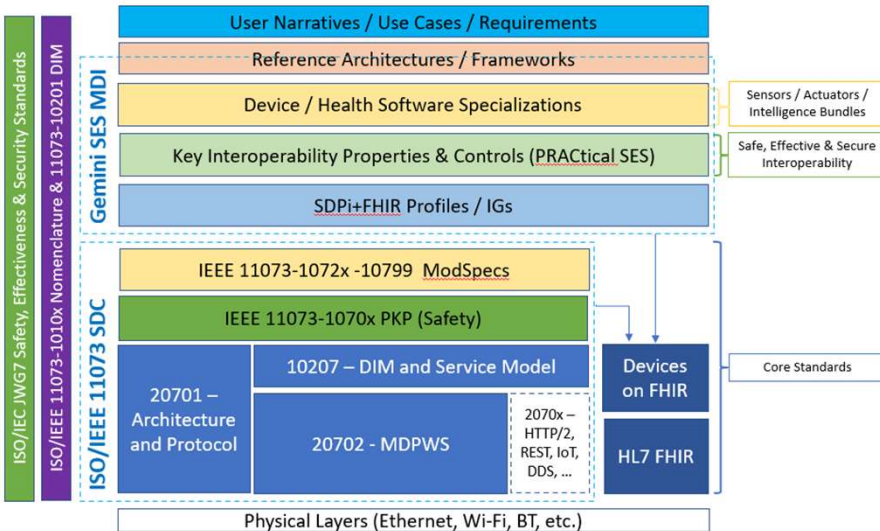 ISO/IEC JWG7 Safety, Effectiveness & Security Standards
ISO/IEEE 11073-1010x Nomenclature & 11073-10201 DIM
User Narratives / Use Cases / Requirements
Gemini SES MDI
Reference Architectures / Frameworks
Device / Health Software Specializations
Sensors / Actuators /
/ Intelligence Bundles
Key Interoperability Properties & Controls (PRACtical SES)
Safe, Effective & Secure
Interoperability
SDPi+FHIR Profiles / IGs
ISO/IEEE 11073 SDC
IEEE 11073-1072x -10799 ModSpecs
IEEE 11073-1070x PKP (Safety)
20701 –
Architecture
and Protocol
10207 – DIM and Service Model
20702 - MDPWS
2070x –
HTTP/2,
REST, IoT,
DDS, ...
Devices
on FHIR
HL7 FHIR
Core Standards
Physical Layers (Ethernet, Wi-Fi, BT, etc.)